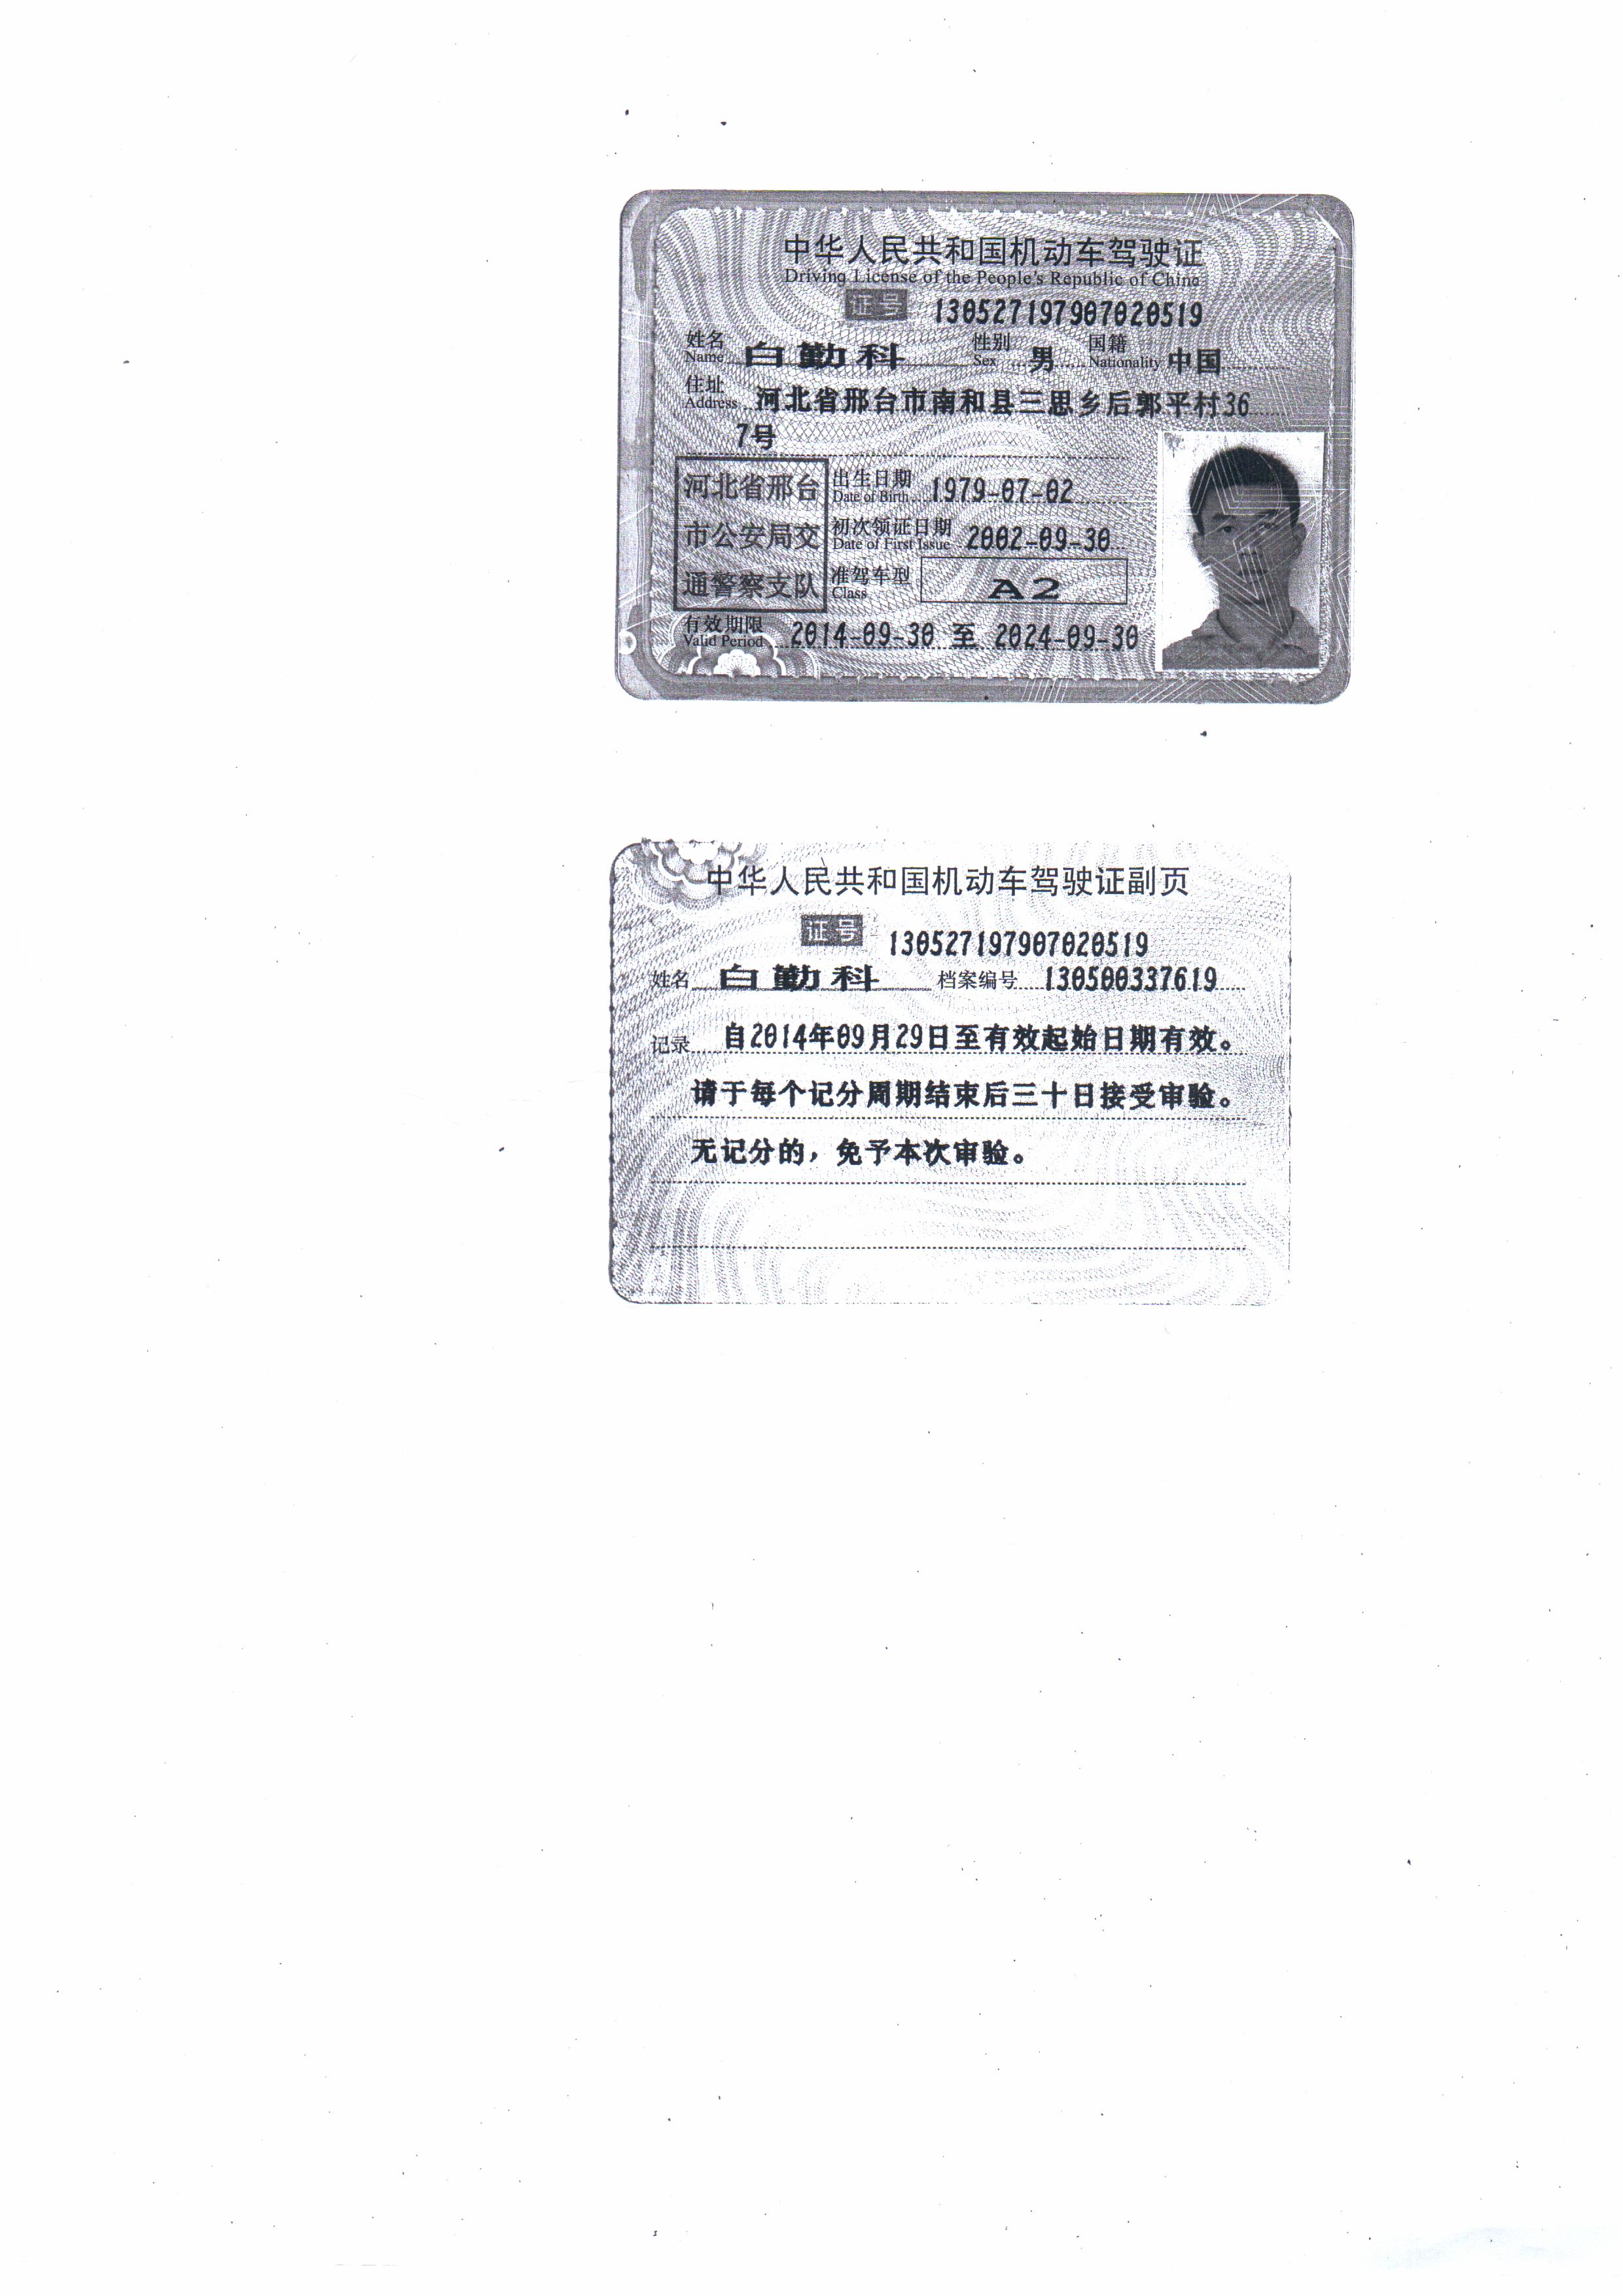 中华人民共和国机动车驾驶证
Driving License of the People's Republic of China
证号 130527197907020519
姓名 Name 白勤科 性别 Sex 男 国籍 Nationality 中国
住址 Address 河北省邢台市南和县三思乡后郭平村36
7号
河北省邢台
市公安局交
通警察支队
出生日期 Date of Birth 1979-07-02
初次领证日期 Date of First Issue 2002-09-30
准驾车型 Class A2
有效期限 Valid Period 2014-09-30 至 2024-09-30
中华人民共和国机动车驾驶证副页
证号 130527197907020519
姓名 白勤科 档案编号 130500337619
记录 自2014年09月29日至有效起始日期有效。
请于每个记分周期结束后三十日接受审验。
无记分的，免予本次审验。